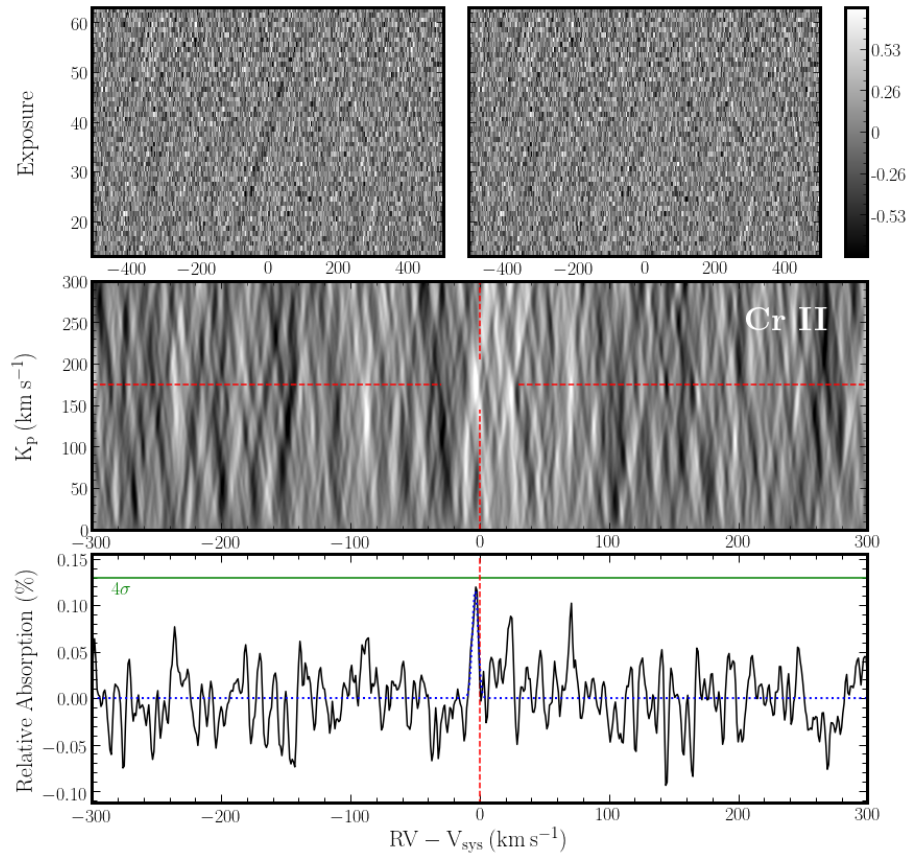 60
50
40
30
20
Exposure
−400 −200 0 200 400
−400 −200 0 200 400
0.53
0.26
0
-0.26
-0.53
300
250
200
150
100
50
0
K_p (km s⁻¹)
Cr II
−300 −200 −100 0 100 200 300
0.15
0.10
0.05
0.00
−0.05
−0.10
Relative Absorption (%)
4σ
−300 −200 −100 0 100 200 300
RV − V_sys (km s⁻¹)